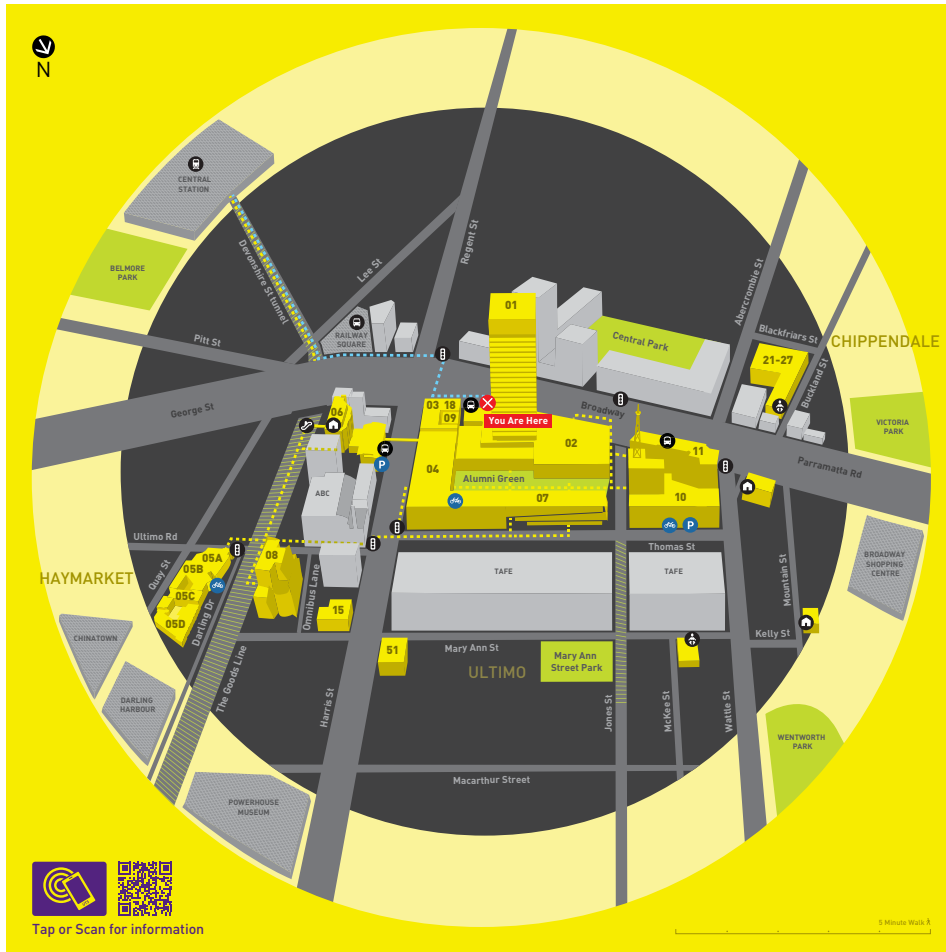 N
CENTRAL
STATION
BELMORE
PARK
Devonshire St tunnel
Lee St
Regent St
Pitt St
RAILWAY
SQUARE
George St
01
Central Park
Abercrombie St
Blackfriars St
21-27
Buckland St
CHIPPENDALE
VICTORIA
PARK
Parramatta Rd
Broadway
You Are Here
03 18
09
06
P
02
04
Alumni Green
07
11
10
P
ABC
Ultimo Rd
Quay St
HAYMARKET
05A
05B
05C
05D
Darling Dr
08
Omnibus Lane
15
The Goods Line
Thomas St
TAFE
TAFE
BROADWAY
SHOPPING
CENTRE
Mountain St
Kelly St
CHINATOWN
DARLING
HARBOUR
51
Mary Ann St
ULTIMO
Mary Ann
Street Park
Harris St
Jones St
McKee St
Wattle St
WENTWORTH
PARK
Macarthur Street
POWERHOUSE
MUSEUM
Tap or Scan for information
5 Minute Walk